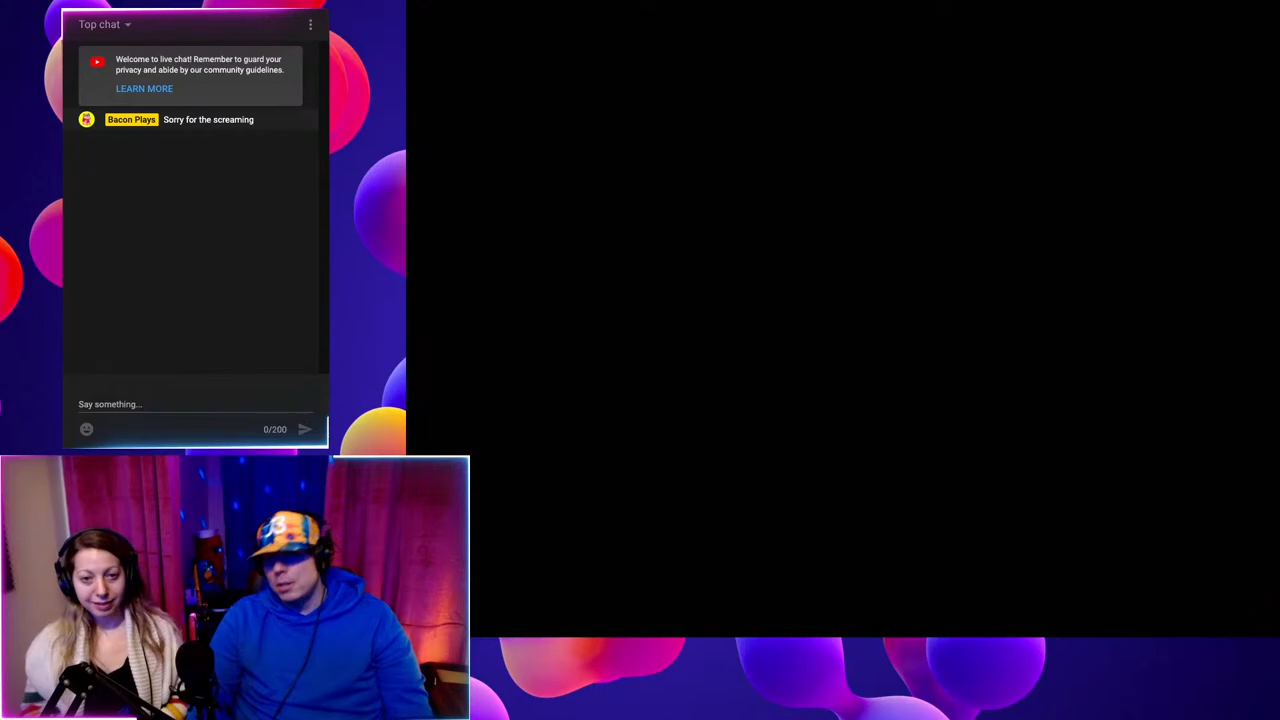 Top chat
Welcome to live chat! Remember to guard your
privacy and abide by our community guidelines.
LEARN MORE
Bacon Plays Sorry for the screaming
Say something...
0/200